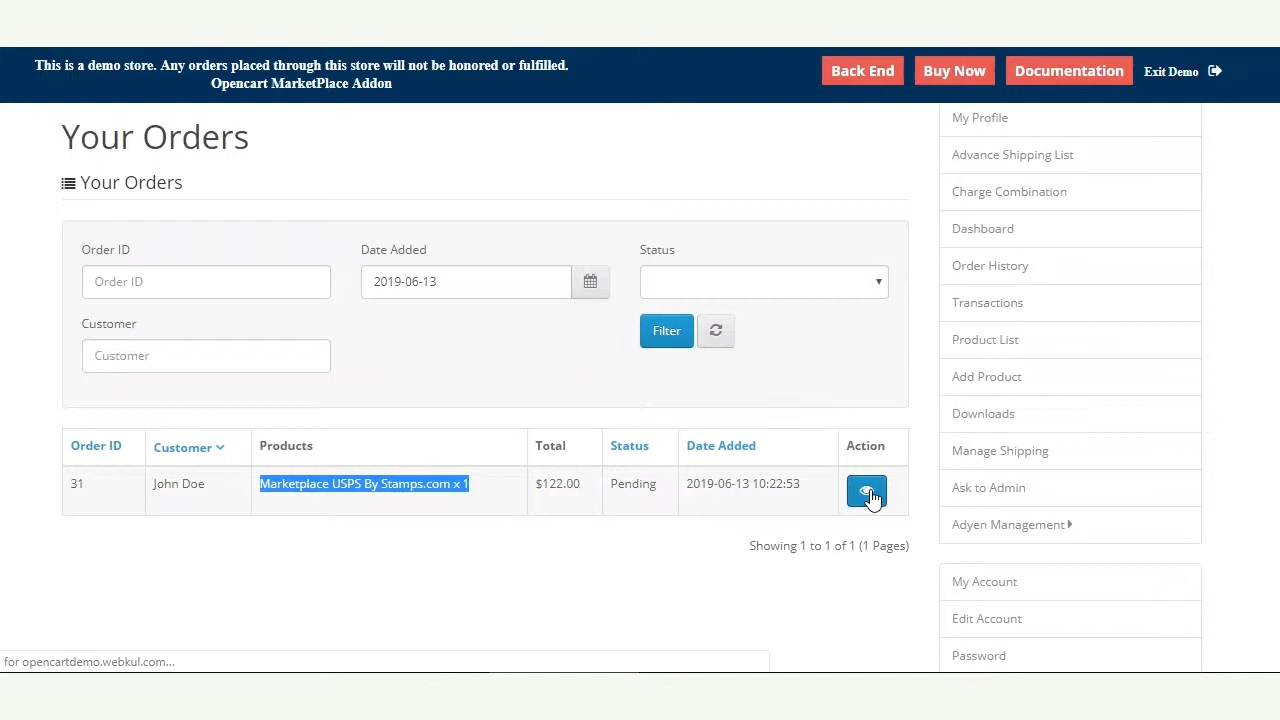 This is a demo store. Any orders placed through this store will not be honored or fulfilled.
Opencart MarketPlace Addon
Back End
Buy Now
Documentation
Exit Demo
Your Orders
Your Orders
Order ID
Date Added
Status
Order ID
2019-06-13
Customer
Filter
Customer
Order ID Customer Products Total Status Date Added Action
31 John Doe Marketplace USPS By Stamps.com x 1 $122.00 Pending 2019-06-13 10:22:53
Showing 1 to 1 of 1 (1 Pages)
My Profile
Advance Shipping List
Charge Combination
Dashboard
Order History
Transactions
Product List
Add Product
Downloads
Manage Shipping
Ask to Admin
Adyen Management
My Account
Edit Account
Password
for opencartdemo.webkul.com...